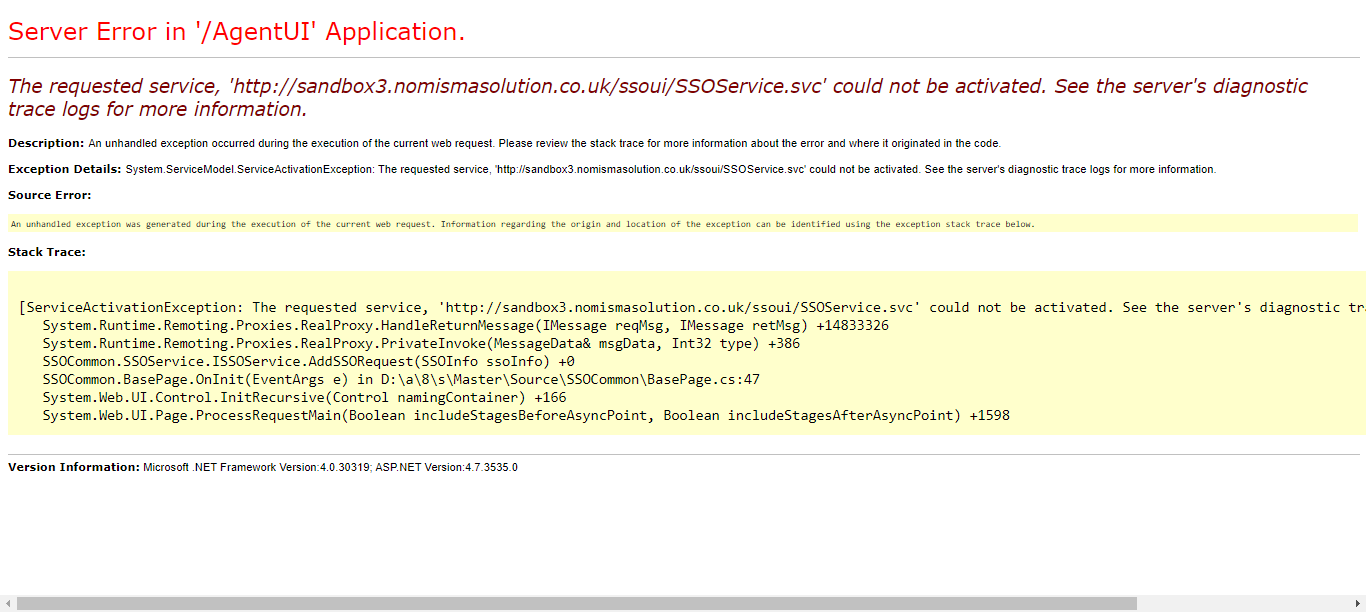 Server Error in '/AgentUI' Application.
The requested service, 'http://sandbox3.nomismasolution.co.uk/ssoui/SSOService.svc' could not be activated. See the server's diagnostic
trace logs for more information.
Description: An unhandled exception occurred during the execution of the current web request. Please review the stack trace for more information about the error and where it originated in the code.
Exception Details: System.ServiceModel.ServiceActivationException: The requested service, 'http://sandbox3.nomismasolution.co.uk/ssoui/SSOService.svc' could not be activated. See the server's diagnostic trace logs for more information.
Source Error:
An unhandled exception was generated during the execution of the current web request. Information regarding the origin and location of the exception can be identified using the exception stack trace below.
Stack Trace:
[ServiceActivationException: The requested service, 'http://sandbox3.nomismasolution.co.uk/ssoui/SSOService.svc' could not be activated. See the server's diagnostic tr
System.Runtime.Remoting.Proxies.RealProxy.HandleReturnMessage(IMessage reqMsg, IMessage retMsg) +14833326
System.Runtime.Remoting.Proxies.RealProxy.PrivateInvoke(MessageData& msgData, Int32 type) +386
SSOCommon.SSOService.ISSOService.AddSSORequest(SSOInfo ssoInfo) +0
SSOCommon.BasePage.OnInit(EventArgs e) in D:\a\8\s\Master\Source\SSOCommon\BasePage.cs:47
System.Web.UI.Control.InitRecursive(Control namingContainer) +166
System.Web.UI.Page.ProcessRequestMain(Boolean includeStagesBeforeAsyncPoint, Boolean includeStagesAfterAsyncPoint) +1598
Version Information: Microsoft .NET Framework Version:4.0.30319; ASP.NET Version:4.7.3535.0